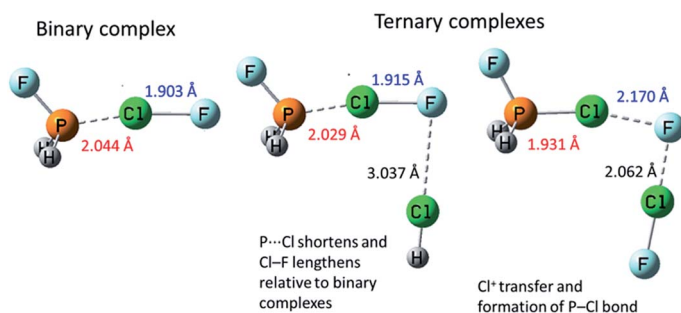 Binary complex
Ternary complexes
F
P
Cl
F
H
H
1.903 Å
2.044 Å
F
P
Cl
F
H
H
1.915 Å
2.029 Å
3.037 Å
Cl
H
P···Cl shortens and
Cl–F lengthens
relative to binary
complexes
F
P
Cl
F
H
H
2.170 Å
1.931 Å
2.062 Å
Cl
F
Cl⁺ transfer and
formation of P–Cl bond